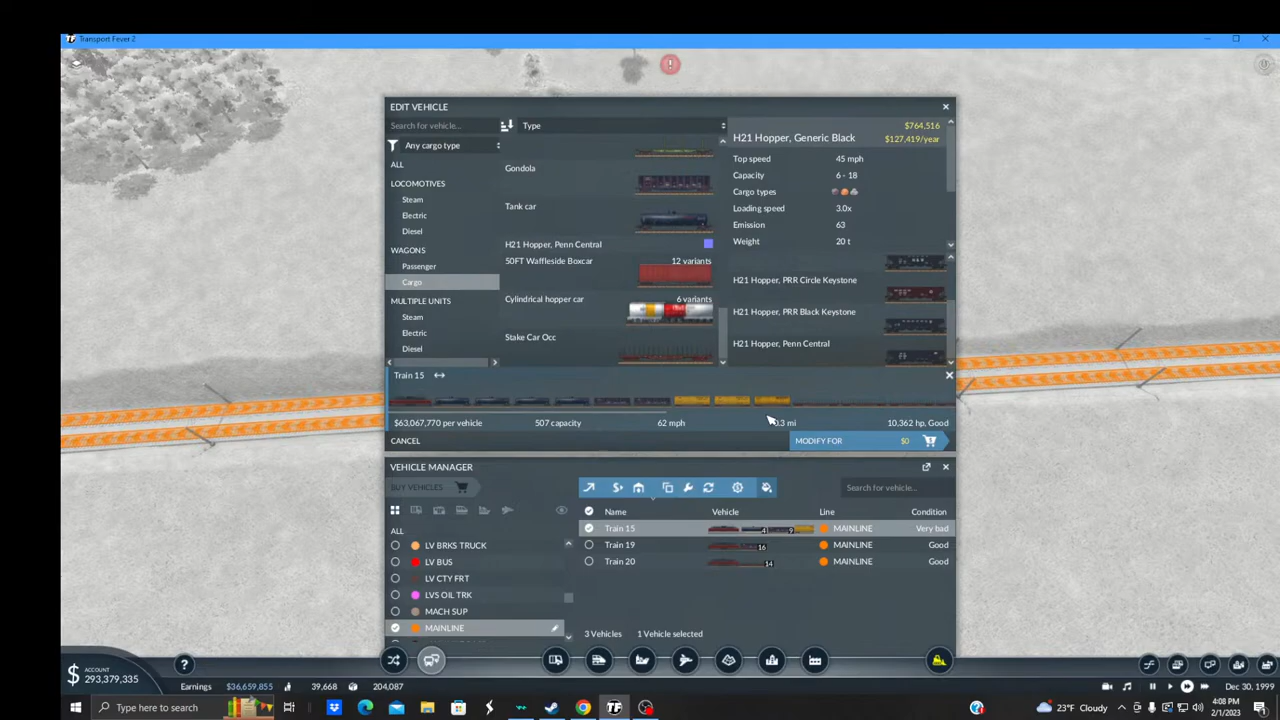 Transport Fever 2
EDIT VEHICLE
Search for vehicle...
Type
Any cargo type
ALL
LOCOMOTIVES
Steam
Electric
Diesel
WAGONS
Passenger
Cargo
MULTIPLE UNITS
Steam
Electric
Diesel
Gondola
Tank car
H21 Hopper, Penn Central
50FT Waffleside Boxcar
12 variants
Cylindrical hopper car
6 variants
Stake Car Occ
$764,516
H21 Hopper, Generic Black
$127,419/year
Top speed 45 mph
Capacity 6 - 18
Cargo types
Loading speed 3.0x
Emission 63
Weight 20 t
H21 Hopper, PRR Circle Keystone
H21 Hopper, PRR Black Keystone
H21 Hopper, Penn Central
Train 15
$63,067,770 per vehicle 507 capacity 62 mph 0.3 mi 10,362 hp, Good
CANCEL
MODIFY FOR $0
VEHICLE MANAGER
BUY VEHICLES
Search for vehicle...
ALL
LV BRKS TRUCK
LV BUS
LV CTY FRT
LVS OIL TRK
MACH SUP
MAINLINE
Name Vehicle Line Condition
Train 15 4 9 MAINLINE Very bad
Train 19 16 MAINLINE Good
Train 20 14 MAINLINE Good
3 Vehicles 1 Vehicle selected
ACCOUNT
$ 293,379,335
?
Earnings $36,659,855 39,668 204,087
Dec 30, 1999
Type here to search
23°F Cloudy
4:08 PM
2/1/2023